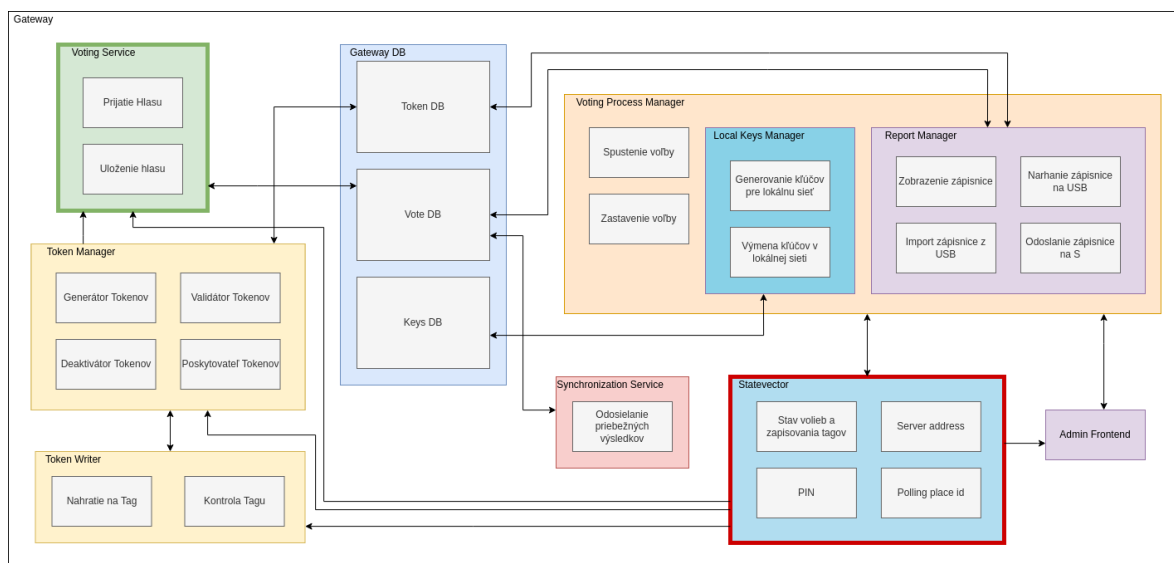 Gateway
Voting Service
Prijatie Hlasu
Uloženie hlasu
Gateway DB
Token DB
Vote DB
Keys DB
Voting Process Manager
Spustenie voľby
Zastavenie voľby
Local Keys Manager
Generovanie kľúčov
pre lokálnu sieť
Výmena kľúčov v
lokálnej sieti
Report Manager
Zobrazenie zápisnice
Narhanie zápisnice
na USB
Import zápisnice z
USB
Odoslanie zápisnice
na S
Token Manager
Generátor Tokenov
Validátor Tokenov
Deaktivátor Tokenov
Poskytovateľ Tokenov
Token Writer
Nahratie na Tag
Kontrola Tagu
Synchronization Service
Odosielanie
priebežných
výsledkov
Statevector
Stav volieb a
zapisovania tagov
Server address
PIN
Polling place id
Admin Frontend